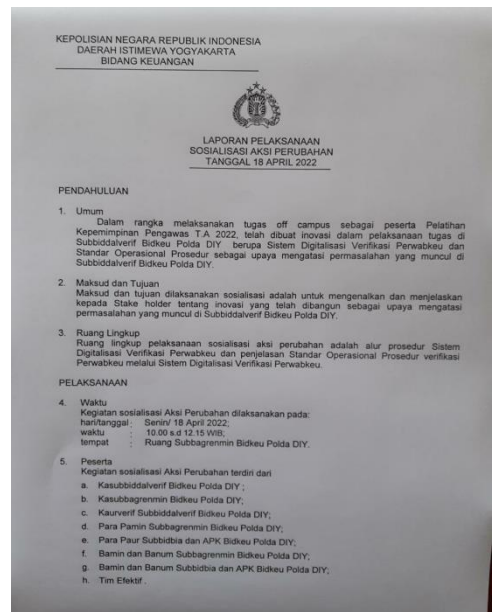 KEPOLISIAN NEGARA REPUBLIK INDONESIA
DAERAH ISTIMEWA YOGYAKARTA
BIDANG KEUANGAN
LAPORAN PELAKSANAAN
SOSIALISASI AKSI PERUBAHAN
TANGGAL 18 APRIL 2022
PENDAHULUAN
1. Umum
Dalam rangka melaksanakan tugas off campus sebagai peserta Pelatihan
Kepemimpinan Pengawas T.A 2022, telah dibuat inovasi dalam pelaksanaan tugas di
Subbiddalverif Bidkeu Polda DIY berupa Sistem Digitalisasi Verifikasi Perwabkeu dan
Standar Operasional Prosedur sebagai upaya mengatasi permasalahan yang muncul di
Subbiddalverif Bidkeu Polda DIY.
2. Maksud dan Tujuan
Maksud dan tujuan dilaksanakan sosialisasi adalah untuk mengenalkan dan menjelaskan
kepada Stake holder tentang inovasi yang telah dibangun sebagai upaya mengatasi
permasalahan yang muncul di Subbiddalverif Bidkeu Polda DIY.
3. Ruang Lingkup
Ruang lingkup pelaksanaan sosialisasi aksi perubahan adalah alur prosedur Sistem
Digitalisasi Verifikasi Perwabkeu dan penjelasan Standar Operasional Prosedur verifikasi
Perwabkeu melalui Sistem Digitalisasi Verifikasi Perwabkeu.
PELAKSANAAN
4. Waktu
Kegiatan sosialisasi Aksi Perubahan dilaksanakan pada:
hari/tanggal : Senin/ 18 April 2022;
waktu : 10.00 s.d 12.15 WIB;
tempat : Ruang Subbagrenmin Bidkeu Polda DIY.
5. Peserta
Kegiatan sosialisasi Aksi Perubahan terdiri dari
a. Kasubbiddalverif Bidkeu Polda DIY ;
b. Kasubbagrenmin Bidkeu Polda DIY;
c. Kaurverif Subbiddalverif Bidkeu Polda DIY;
d. Para Pamin Subbagrenmin Bidkeu Polda DIY;
e. Para Paur Subbidbia dan APK Bidkeu Polda DIY;
f. Bamin dan Banum Subbagrenmin Bidkeu Polda DIY;
g. Bamin dan Banum Subbidbia dan APK Bidkeu Polda DIY;
h. Tim Efektif .